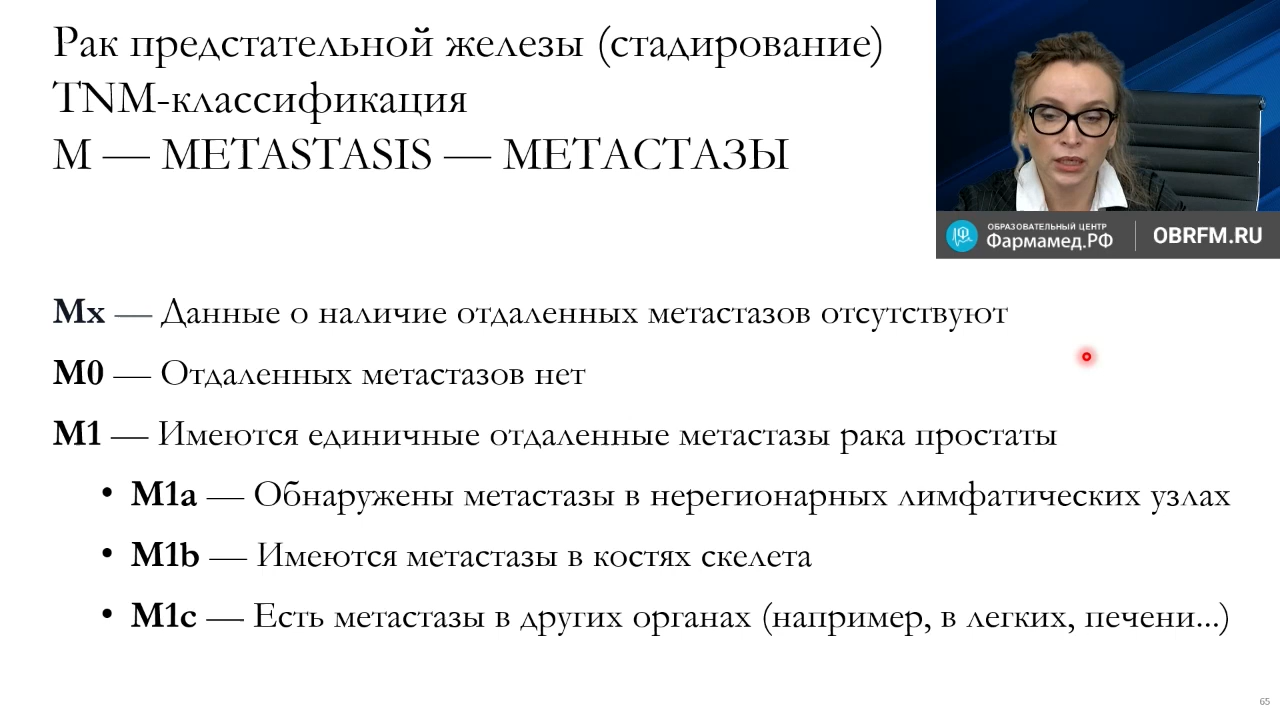 Рак предстательной железы (стадирование)
TNM-классификация
M — METASTASIS — МЕТАСТАЗЫ
ОБРАЗОВАТЕЛЬНЫЙ ЦЕНТР
Фармамед.РФ
OBRFM.RU
Mx — Данные о наличие отдаленных метастазов отсутствуют
M0 — Отдаленных метастазов нет
M1 — Имеются единичные отдаленные метастазы рака простаты
• M1a — Обнаружены метастазы в нерегионарных лимфатических узлах
• M1b — Имеются метастазы в костях скелета
• M1c — Есть метастазы в других органах (например, в легких, печени...)
65